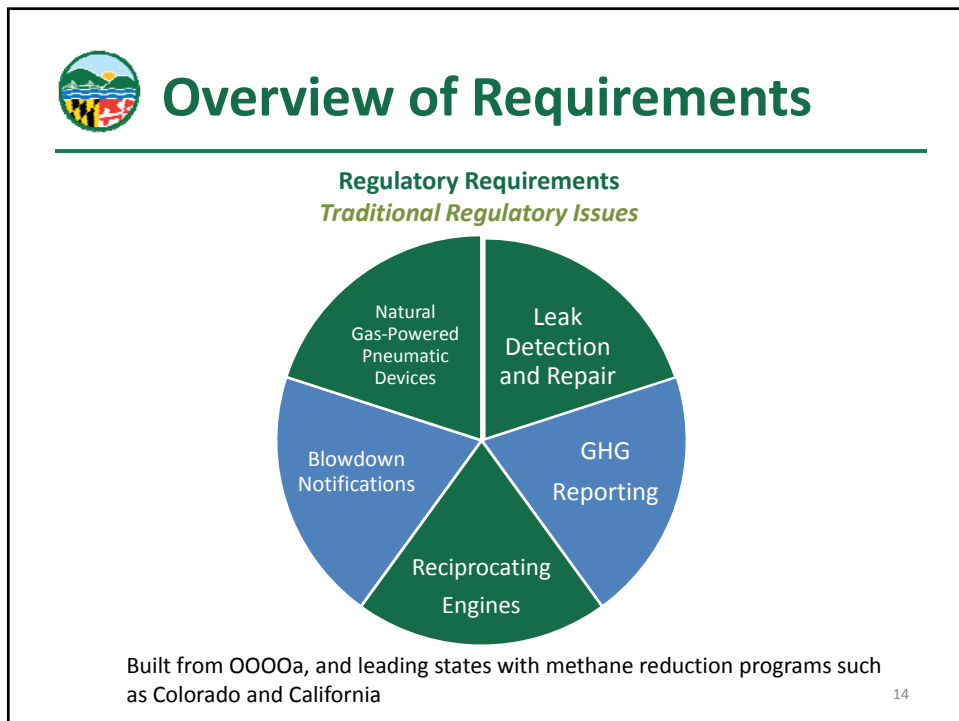 Overview of Requirements
Regulatory Requirements
Traditional Regulatory Issues
Natural
Gas-Powered
Pneumatic
Devices
Leak
Detection
and Repair
Blowdown
Notifications
GHG
Reporting
Reciprocating
Engines
Built from OOOOa, and leading states with methane reduction programs such
as Colorado and California
14